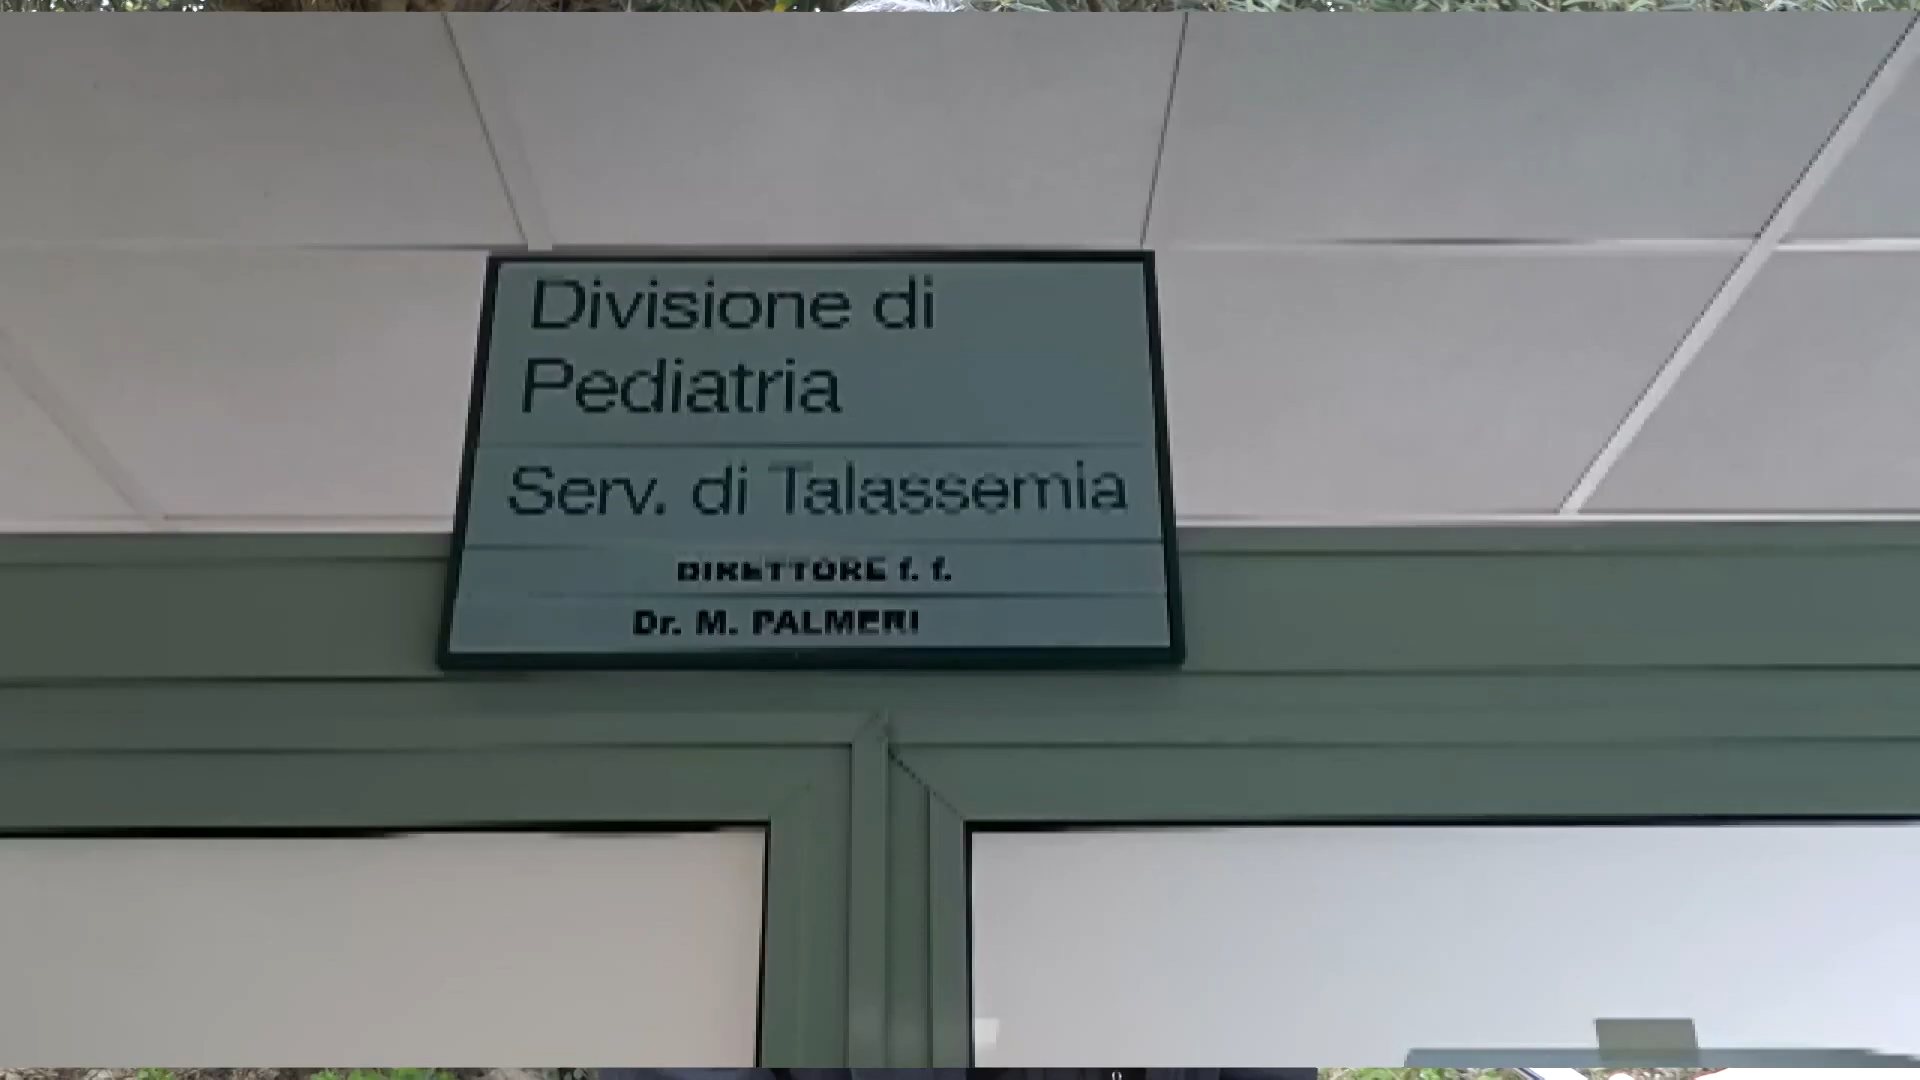 Divisione di
Pediatria
Serv. di Talassemia
DIRETTORE f. f.
Dr. M. PALMERI